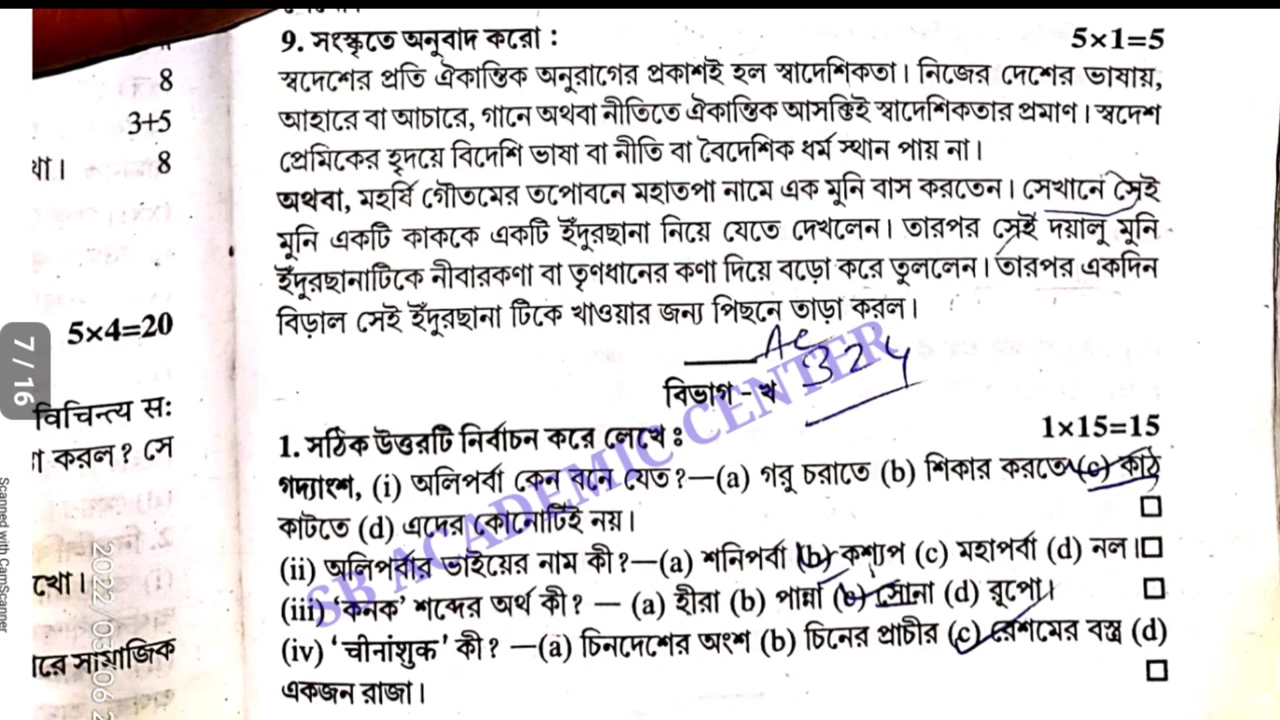 9. সংস্কৃতে অনুবাদ করো : 5×1=5
8 স্বদেশের প্রতি ঐকান্তিক অনুরাগের প্রকাশই হল স্বাদেশিকতা। নিজের দেশের ভাষায়,
3+5 আহারে বা আচারে, গানে অথবা নীতিতে ঐকান্তিক আসক্তিই স্বাদেশিকতার প্রমাণ। স্বদেশ
খা। 8 প্রেমিকের হৃদয়ে বিদেশি ভাষা বা নীতি বা বৈদেশিক ধর্ম স্থান পায় না।
অথবা, মহর্ষি গৌতমের তপোবনে মহাতপা নামে এক মুনি বাস করতেন। সেখানে সেই
মুনি একটি কাককে একটি ইঁদুরছানা নিয়ে যেতে দেখলেন। তারপর সেই দয়ালু মুনি
ইঁদুরছানাটিকে নীবারকণা বা তৃণধানের কণা দিয়ে বড়ো করে তুললেন। তারপর একদিন
5×4=20 বিড়াল সেই ইঁদুরছানা টিকে খাওয়ার জন্য পিছনে তাড়া করল।
7 / 16
324
বিচিন্ত্য স: বিভাগ - খ
করল? সে 1. সঠিক উত্তরটি নির্বাচন করে লেখো : 1×15=15
গদ্যাংশ, (i) অলিপর্বা কেন বনে যেত?—(a) গরু চরাতে (b) শিকার করতে (c) কাঠ
কাটতে (d) এদের কোনোটিই নয়।
(ii) অলিপর্বার ভাইয়ের নাম কী?—(a) শনিপর্বা (b) কশ্যপ (c) মহাপর্বা (d) নল।
খো। (iii) ‘কনক’ শব্দের অর্থ কী? — (a) হীরা (b) পান্না (c) সোনা (d) রুপো।
রে সামাজিক (iv) ‘चीनांशुक’ কী? —(a) চিনদেশের অংশ (b) চিনের প্রাচীর (c) রেশমের বস্ত্র (d)
একজন রাজা।
SB ACADEMIC CENTER
Scanned with CamScanner